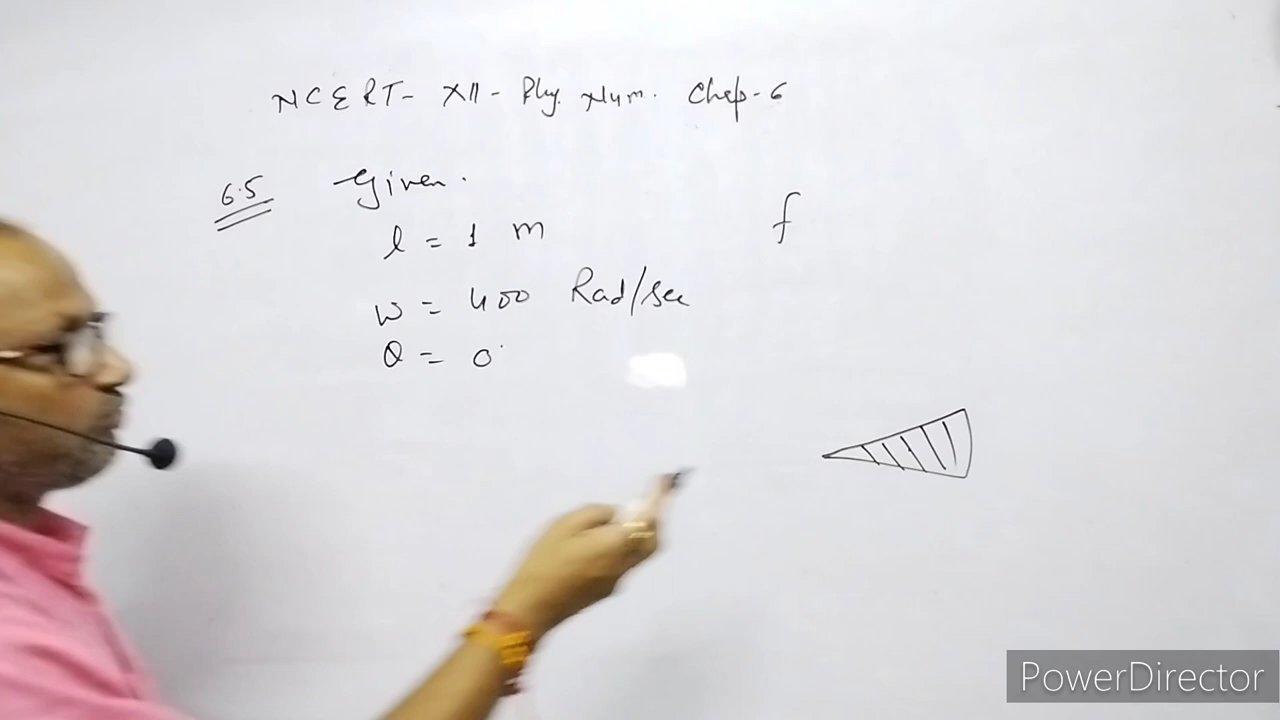 NCERT- XII - Phy. Num. Chap-6
6.5 Given.
l = 1 m
f
w = 400 Rad/sec
θ = 0°
PowerDirector